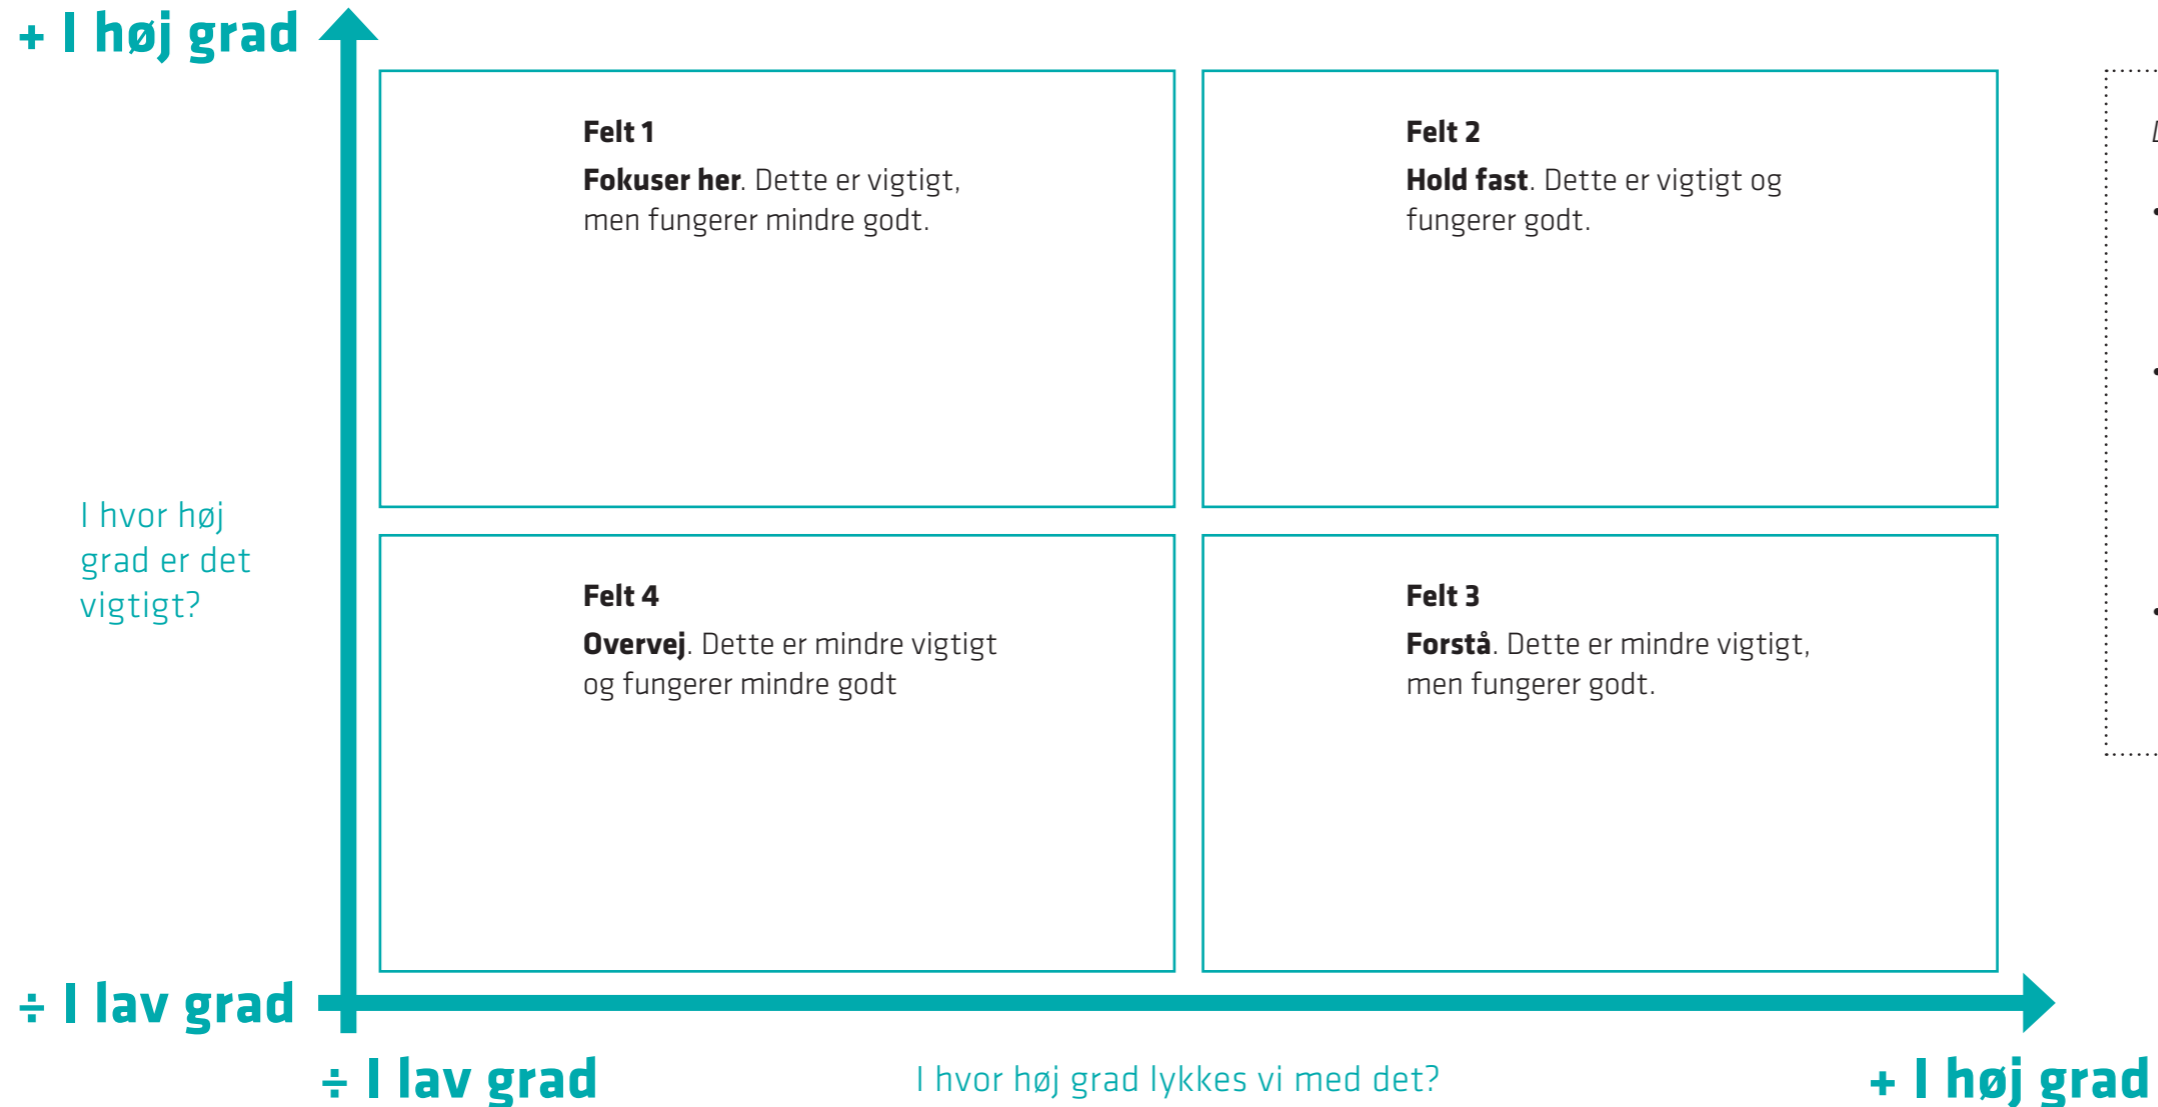 + I høj grad
Felt 1
Fokuser her. Dette er vigtigt,
men fungerer mindre godt.
Felt 2
Hold fast. Dette er vigtigt og
fungerer godt.
I hvor høj
grad er det
vigtigt?
Felt 4
Overvej. Dette er mindre vigtigt
og fungerer mindre godt
Felt 3
Forstå. Dette er mindre vigtigt,
men fungerer godt.
÷ I lav grad
÷ I lav grad
I hvor høj grad lykkes vi med det?
+ I høj grad